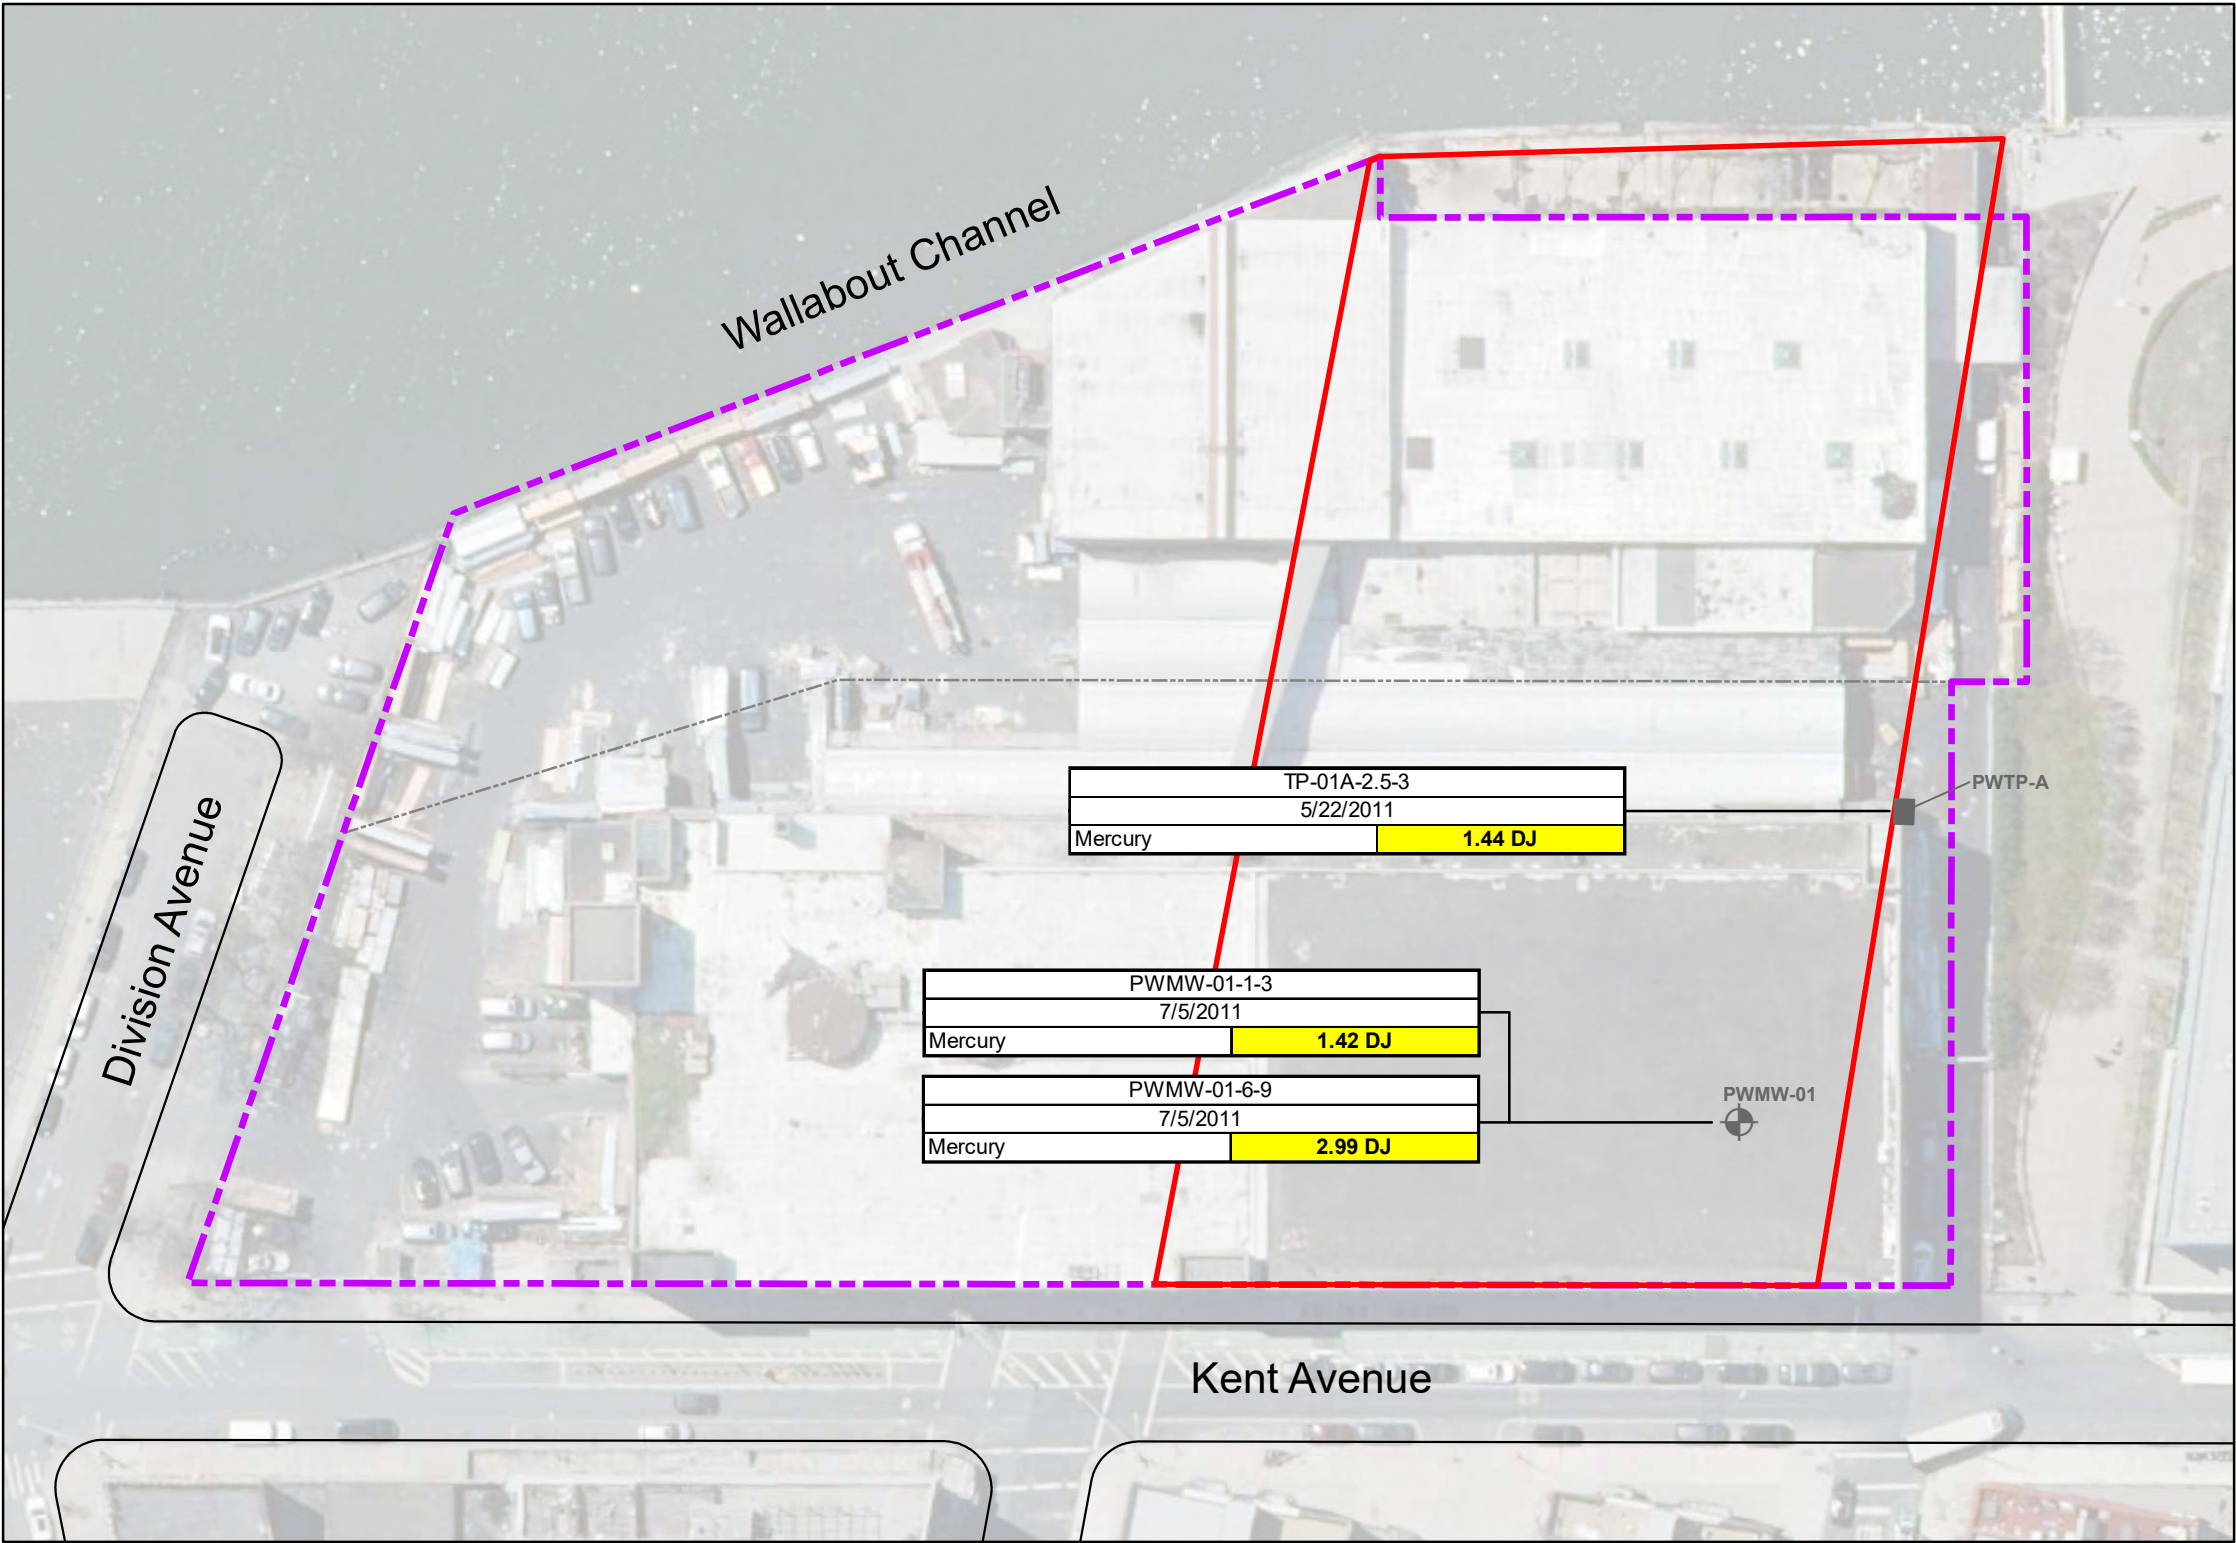 Wallabout Channel
TP-01A-2.5-3
5/22/2011
Mercury 1.44 DJ
PWTP-A
Division Avenue
PWMW-01-1-3
7/5/2011
Mercury 1.42 DJ
PWMW-01-6-9
7/5/2011
Mercury 2.99 DJ
PWMW-01
Kent Avenue